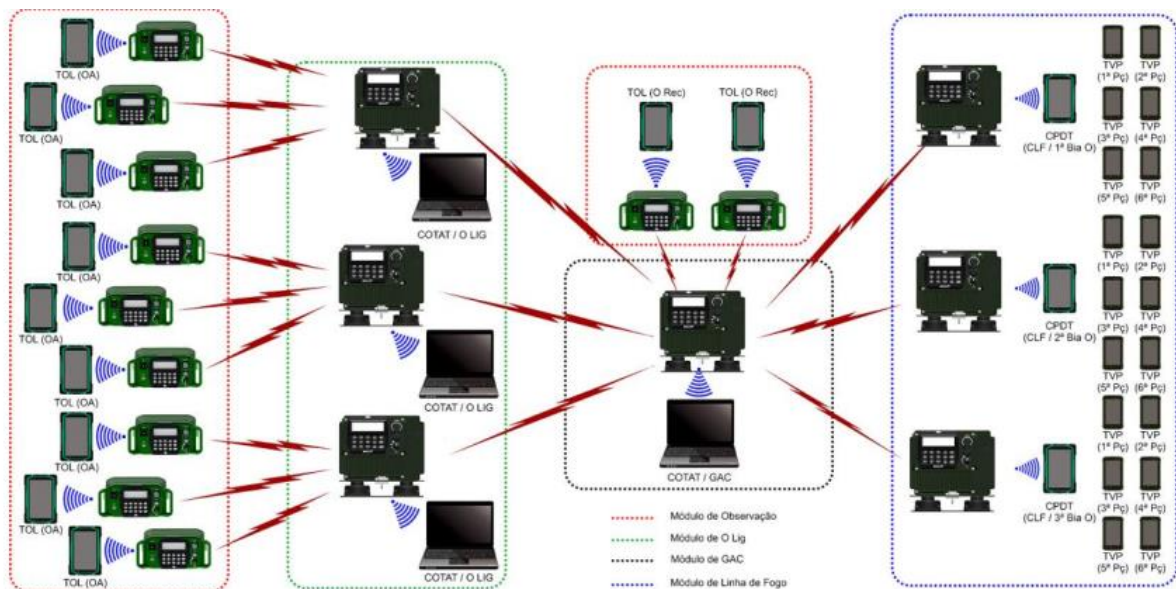 TOL (OA)
TOL (OA)
TOL (OA)
TOL (OA)
TOL (OA)
TOL (OA)
TOL (OA)
TOL (OA)
TOL (OA)
COTAT / O LIG
COTAT / O LIG
COTAT / O LIG
TOL (O Rec) TOL (O Rec)
COTAT / GAC
Módulo de Observação
Módulo de O Lig
Módulo de GAC
Módulo de Linha de Fogo
CPDT
(CLF / 1ª Bia O)
TVP TVP
(1ª Pç) (2ª Pç)
TVP TVP
(3ª Pç) (4ª Pç)
TVP TVP
(5ª Pç) (6ª Pç)
CPDT
(CLF / 2ª Bia O)
TVP TVP
(1ª Pç) (2ª Pç)
TVP TVP
(3ª Pç) (4ª Pç)
TVP TVP
(5ª Pç) (6ª Pç)
CPDT
(CLF / 3ª Bia O)
TVP TVP
(1ª Pç) (2ª Pç)
TVP TVP
(3ª Pç) (4ª Pç)
TVP TVP
(5ª Pç) (6ª Pç)